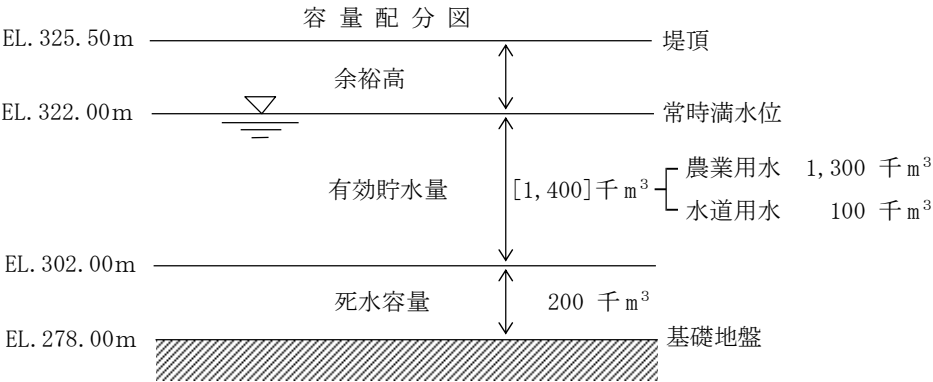 容量配分図
EL.325.50m 堤頂
余裕高
EL.322.00m 常時満水位
有効貯水量 [1,400]千m³ 農業用水 1,300 千m³
水道用水 100 千m³
EL.302.00m
死水容量 200 千m³
EL.278.00m 基礎地盤